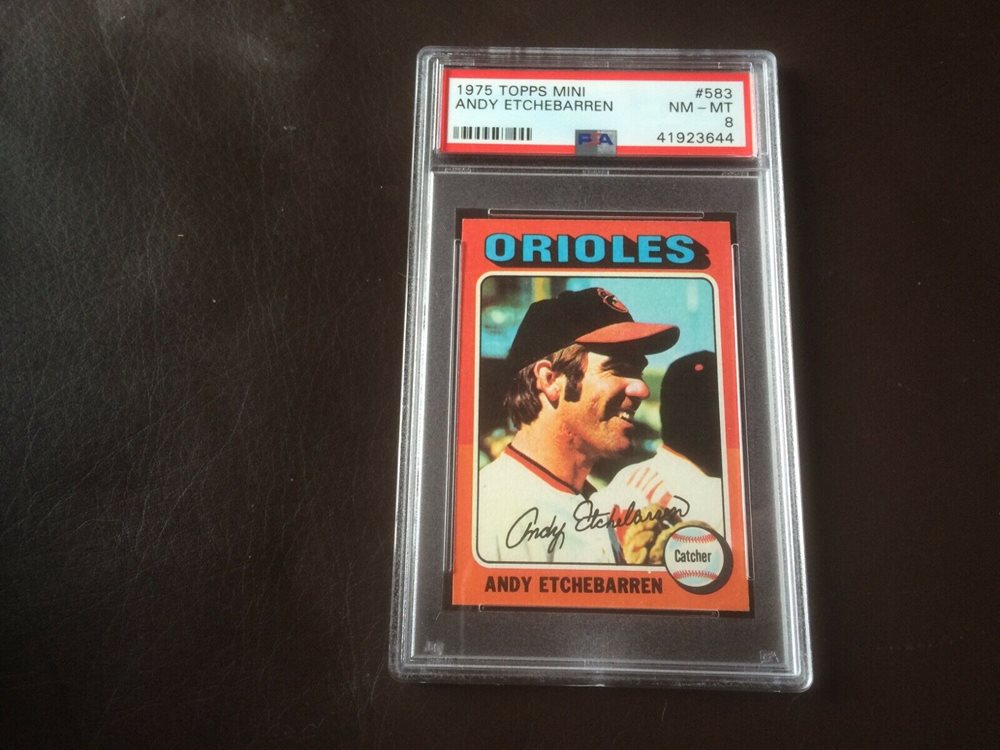 1975 TOPPS MINI #583
ANDY ETCHEBARREN NM - MT
8
PSA 41923644
ORIOLES
Andy Etchebarren
Catcher
ANDY ETCHEBARREN